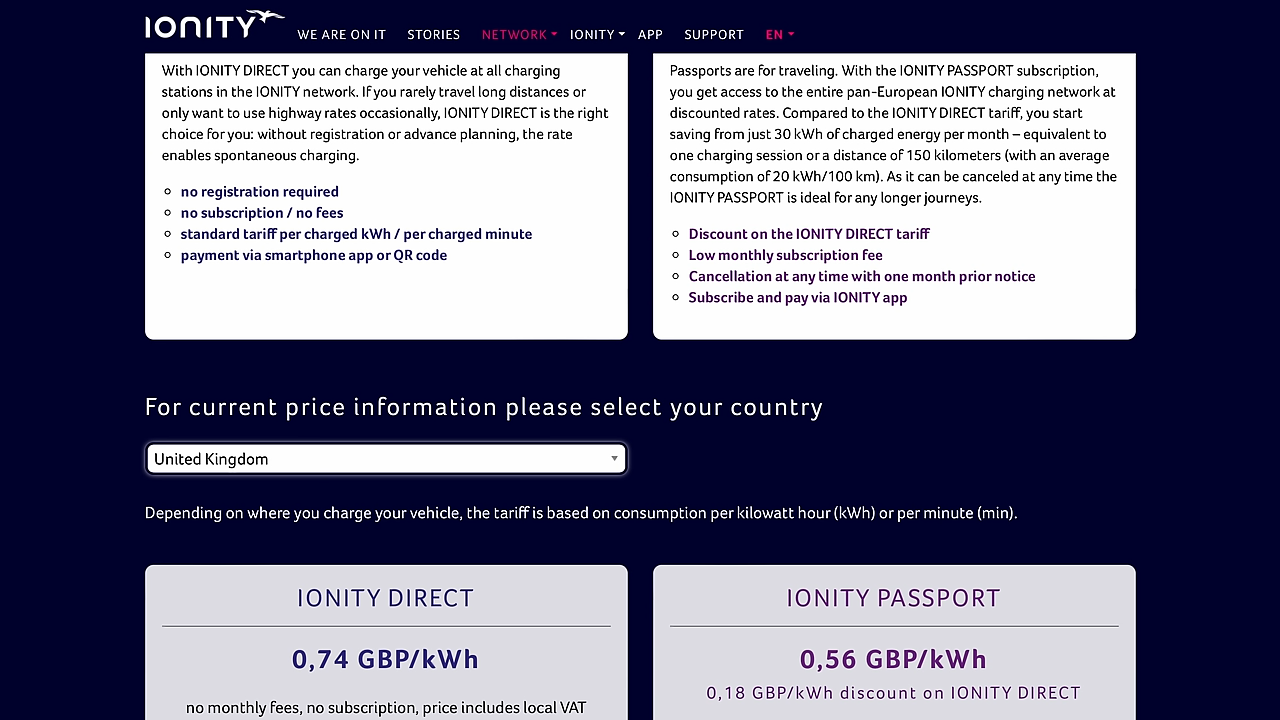 IONITY
WE ARE ON IT STORIES NETWORK IONITY APP SUPPORT EN
With IONITY DIRECT you can charge your vehicle at all charging
stations in the IONITY network. If you rarely travel long distances or
only want to use highway rates occasionally, IONITY DIRECT is the right
choice for you: without registration or advance planning, the rate
enables spontaneous charging.
no registration required
no subscription / no fees
standard tariff per charged kWh / per charged minute
payment via smartphone app or QR code
Passports are for traveling. With the IONITY PASSPORT subscription,
you get access to the entire pan-European IONITY charging network at
discounted rates. Compared to the IONITY DIRECT tariff, you start
saving from just 30 kWh of charged energy per month – equivalent to
one charging session or a distance of 150 kilometers (with an average
consumption of 20 kWh/100 km). As it can be canceled at any time the
IONITY PASSPORT is ideal for any longer journeys.
Discount on the IONITY DIRECT tariff
Low monthly subscription fee
Cancellation at any time with one month prior notice
Subscribe and pay via IONITY app
For current price information please select your country
United Kingdom
Depending on where you charge your vehicle, the tariff is based on consumption per kilowatt hour (kWh) or per minute (min).
IONITY DIRECT
0,74 GBP/kWh
no monthly fees, no subscription, price includes local VAT
IONITY PASSPORT
0,56 GBP/kWh
0,18 GBP/kWh discount on IONITY DIRECT